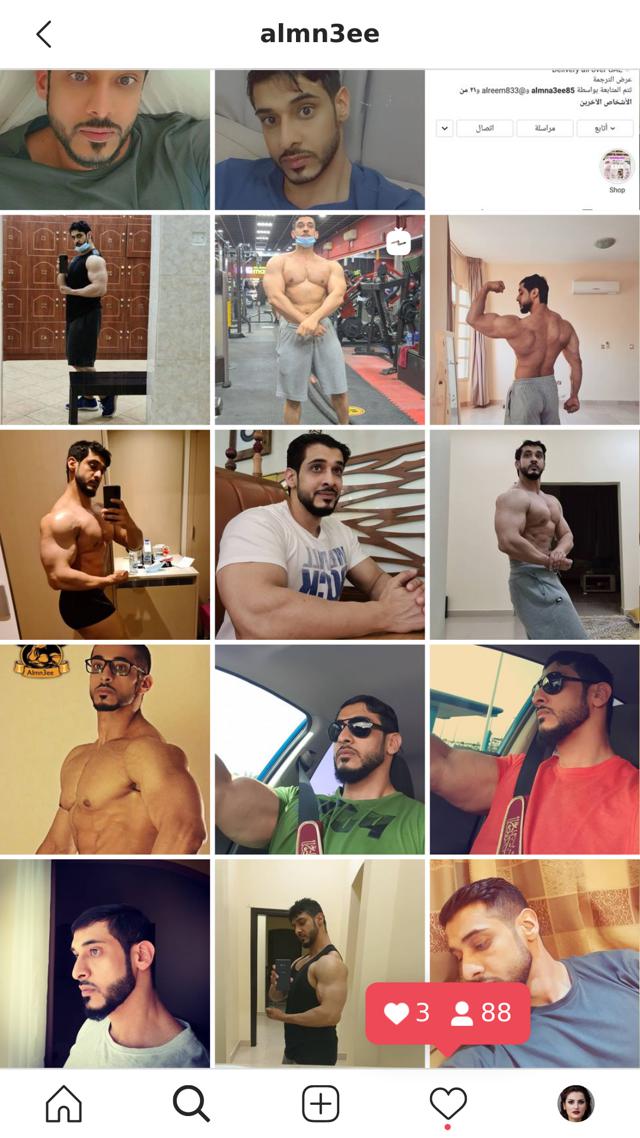 almn3ee
Delivery all over UAE
عرض الترجمة
تتم المتابعة بواسطة almna3ee85 و@alreem833 و٢١ من
الأشخاص الآخرين
أتابع
مراسلة
اتصال
Shop
Almn3ee
3
88